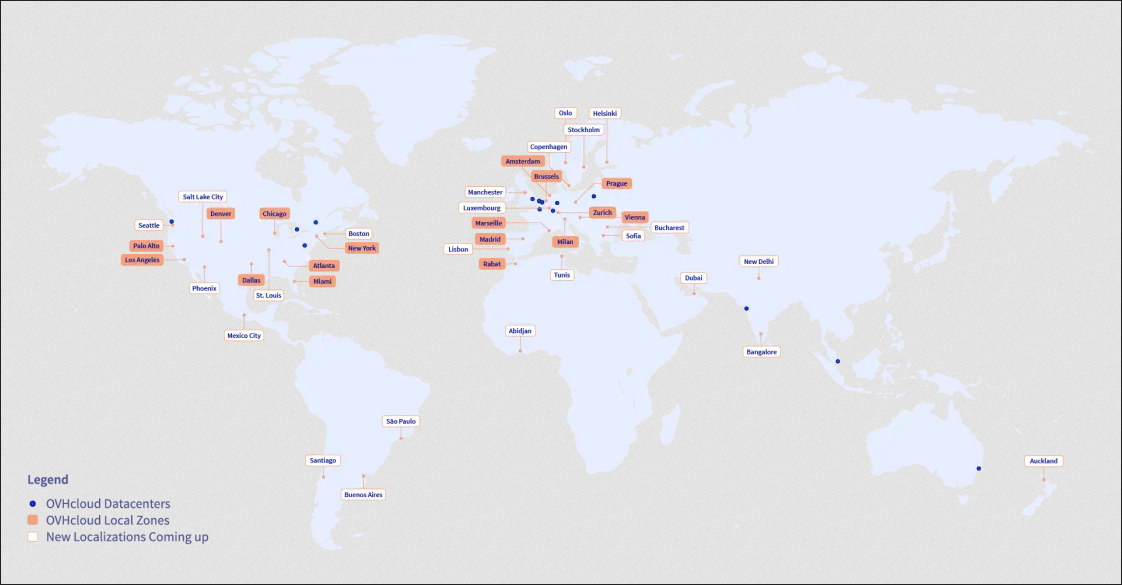 Oslo
Helsinki
Stockholm
Copenhagen
Amsterdam
Brussels
Prague
Manchester
Salt Lake City
Luxembourg
Denver
Chicago
Zurich
Vienna
Seattle
Marseille
Bucharest
Boston
Sofia
Madrid
Milan
Palo Alto
New York
Lisbon
Los Angeles
Atlanta
Rabat
New Delhi
Tunis
Dubai
Dallas
Miami
Phoenix
St. Louis
Abidjan
Mexico City
Bangalore
São Paulo
Santiago
Auckland
Buenos Aires
Legend
OVHcloud Datacenters
OVHcloud Local Zones
New Localizations Coming up